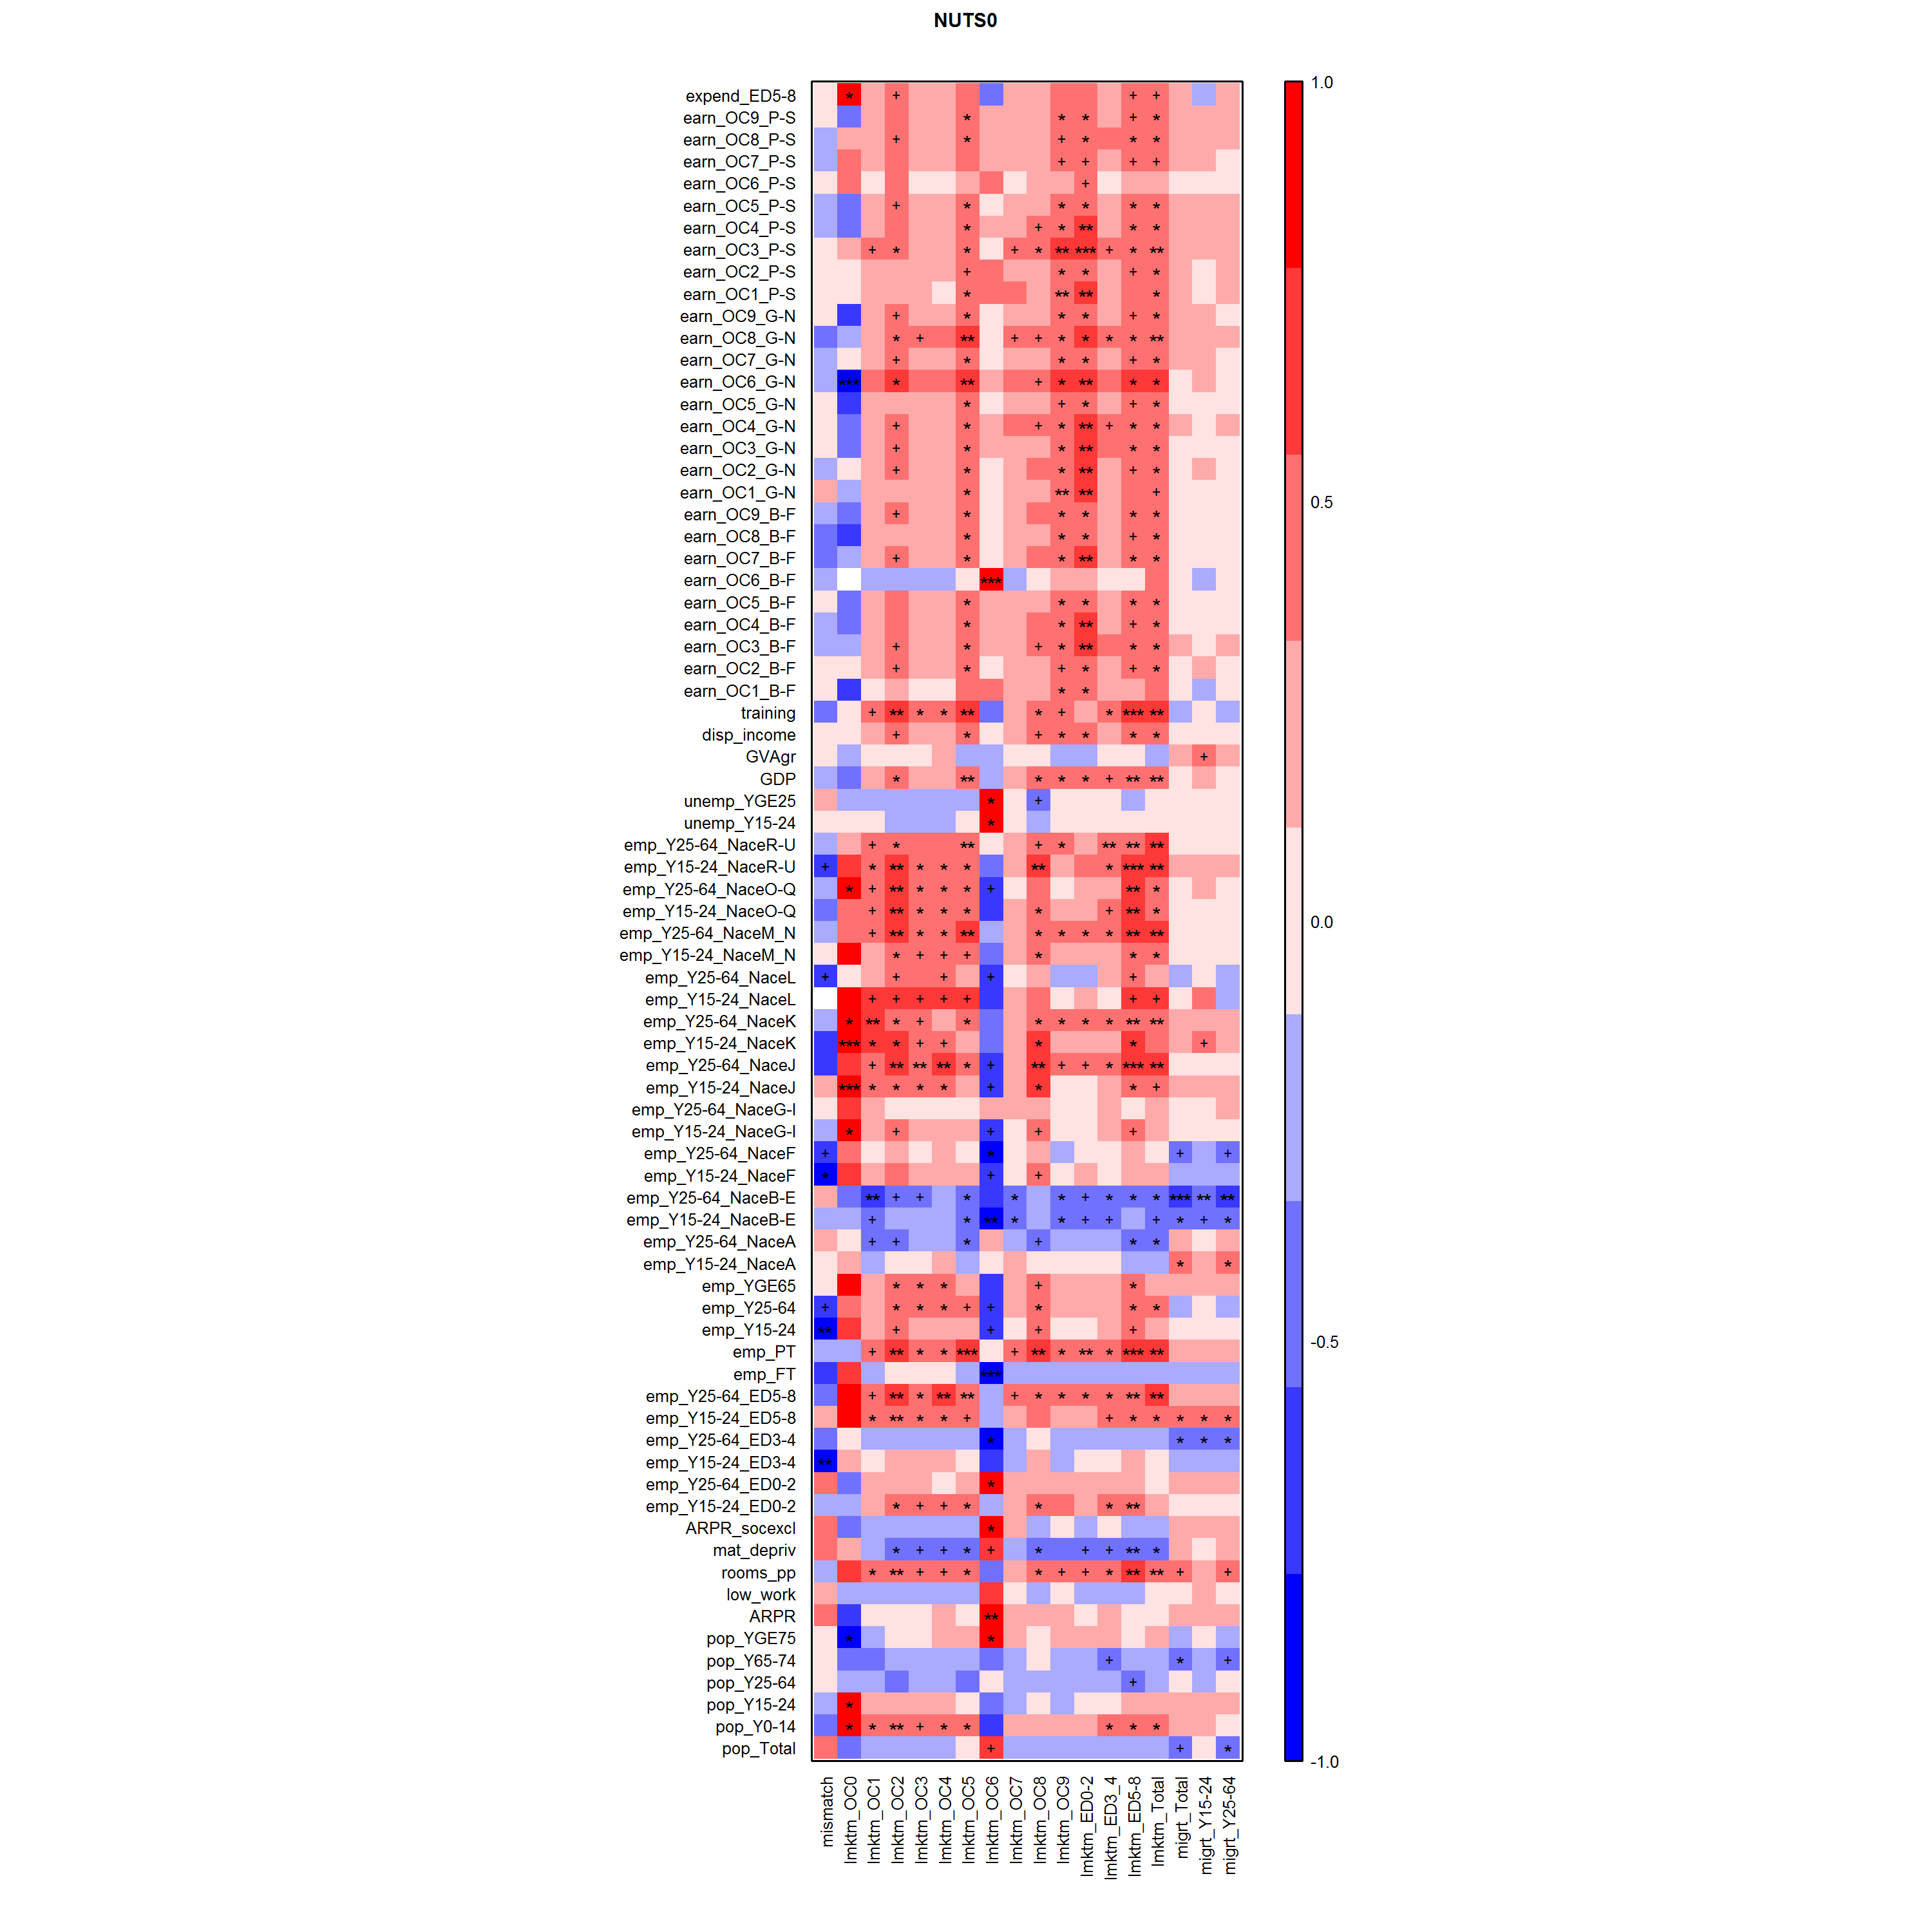 NUTS0
expend_ED5-8 * + + +
earn_OC9_P-S * * * + *
earn_OC8_P-S + * + * * *
earn_OC7_P-S + + + +
earn_OC6_P-S +
earn_OC5_P-S + * * * * *
earn_OC4_P-S * + * ** * *
earn_OC3_P-S + * * + * ** *** + * **
earn_OC2_P-S + * * + *
earn_OC1_P-S * ** ** *
earn_OC9_G-N + * * * + *
earn_OC8_G-N * + ** + + * * * * **
earn_OC7_G-N + * * * + *
earn_OC6_G-N *** * ** + * ** * *
earn_OC5_G-N * + * + *
earn_OC4_G-N + * + * ** + * *
earn_OC3_G-N + * * ** * *
earn_OC2_G-N + * * ** + *
earn_OC1_G-N * ** ** +
earn_OC9_B-F + * * * * *
earn_OC8_B-F * * * + *
earn_OC7_B-F + * * ** * *
earn_OC6_B-F ***
earn_OC5_B-F * * * * *
earn_OC4_B-F * * ** + *
earn_OC3_B-F + * + * ** * *
earn_OC2_B-F + * + * + *
earn_OC1_B-F * *
training + ** * * ** * + * *** **
disp_income + * + * * * *
GVAgr +
GDP * ** * * * + ** **
unemp_YGE25 * +
unemp_Y15-24 *
emp_Y25-64_NaceR-U + * ** + * ** ** **
emp_Y15-24_NaceR-U + * ** * * * ** * *** **
emp_Y25-64_NaceO-Q * + ** * * * + ** *
emp_Y15-24_NaceO-Q + ** * * * * + ** *
emp_Y25-64_NaceM_N + ** * * ** * * * * ** **
emp_Y15-24_NaceM_N * + + + * * *
emp_Y25-64_NaceL + + + + +
emp_Y15-24_NaceL + + + + + + +
emp_Y25-64_NaceK * ** * + * * * * * ** **
emp_Y15-24_NaceK *** * * + + * * +
emp_Y25-64_NaceJ + ** ** ** * + ** + + * *** **
emp_Y15-24_NaceJ *** * * * * + * * +
emp_Y25-64_NaceG-I
emp_Y15-24_NaceG-I * + + + +
emp_Y25-64_NaceF + * + +
emp_Y15-24_NaceF * + +
emp_Y25-64_NaceB-E ** + + * * * + * * * *** ** **
emp_Y15-24_NaceB-E + * ** * * + + + * + *
emp_Y25-64_NaceA + + * + * *
emp_Y15-24_NaceA * *
emp_YGE65 * * * + *
emp_Y25-64 + * * * + + * * *
emp_Y15-24 ** + + + +
emp_PT + ** * * *** + ** * ** * *** **
emp_FT ***
emp_Y25-64_ED5-8 + ** * ** ** + * * * * ** **
emp_Y15-24_ED5-8 * ** * * + + * * * * *
emp_Y25-64_ED3-4 * * * *
emp_Y15-24_ED3-4 **
emp_Y25-64_ED0-2 *
emp_Y15-24_ED0-2 * + + * * * **
ARPR_socexcl *
mat_depriv * + + * + * + + ** *
rooms_pp * ** + + * * + + * ** ** + +
low_work
ARPR **
pop_YGE75 * *
pop_Y65-74 + * +
pop_Y25-64 +
pop_Y15-24 *
pop_Y0-14 * * ** + * * * * *
pop_Total + + *
mismatch
lmktm_OC0
lmktm_OC1
lmktm_OC2
lmktm_OC3
lmktm_OC4
lmktm_OC5
lmktm_OC6
lmktm_OC7
lmktm_OC8
lmktm_OC9
lmktm_ED0-2
lmktm_ED3_4
lmktm_ED5-8
lmktm_Total
migrt_Total
migrt_Y15-24
migrt_Y25-64
1.0
0.5
0.0
-0.5
-1.0